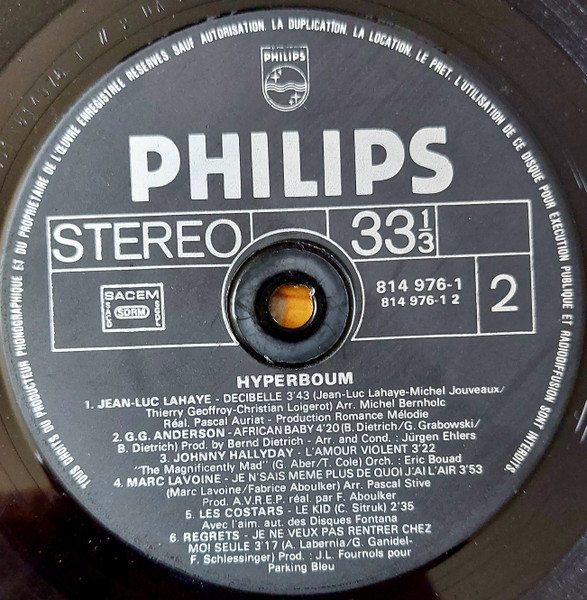 TOUS DROITS DU PRODUCTEUR PHONOGRAPHIQUE ET DU PROPRIETAIRE DE L'ŒUVRE ENREGISTREE RESERVES SAUF AUTORISATION. LA DUPLICATION, LA LOCATION, LE PRET, L'UTILISATION DE CE DISQUE POUR EXECUTION PUBLIQUE ET RADIODIFFUSION SONT INTERDITS
PHILIPS
PHILIPS
STEREO 33 1/3
SACEM
SACD SDRM SGDL
814 976-1
814 976-1 2
2
HYPERBOUM
1. JEAN-LUC LAHAYE - DECIBELLE 3'43 (Jean-Luc Lahaye-Michel Jouveaux/
Thierry Geoffroy-Christian Loigerot) Arr. Michel Bernholc
Réal. Pascal Auriat - Production Romance Mélodie
2. G.G. ANDERSON - AFRICAN BABY 4'20 (B. Dietrich/G. Grabowski/
B. Dietrich) Prod. by Bernd Dietrich - Arr. and Cond. : Jürgen Ehlers
3. JOHNNY HALLYDAY - L'AMOUR VIOLENT 3'22
"The Magnificently Mad" (G. Aber/T. Cole) Orch. : Eric Bouad
4. MARC LAVOINE - JE N'SAIS MEME PLUS DE QUOI J'AI L'AIR 3'53
(Marc Lavoine/Fabrice Aboulker) Arr. Pascal Stive
Prod. A.V.R.E.P. réal. par F. Aboulker
5. LES COSTARS - LE KID (C. Sitruk) 2'35
Avec l'aim. aut. des Disques Fontana
6. REGRETS - JE NE VEUX PAS RENTRER CHEZ
MOI SEULE 3'17 (A. Labernia/G. Ganidel-
F. Schlessinger) Prod. : J.L. Fournols pour
Parking Bleu